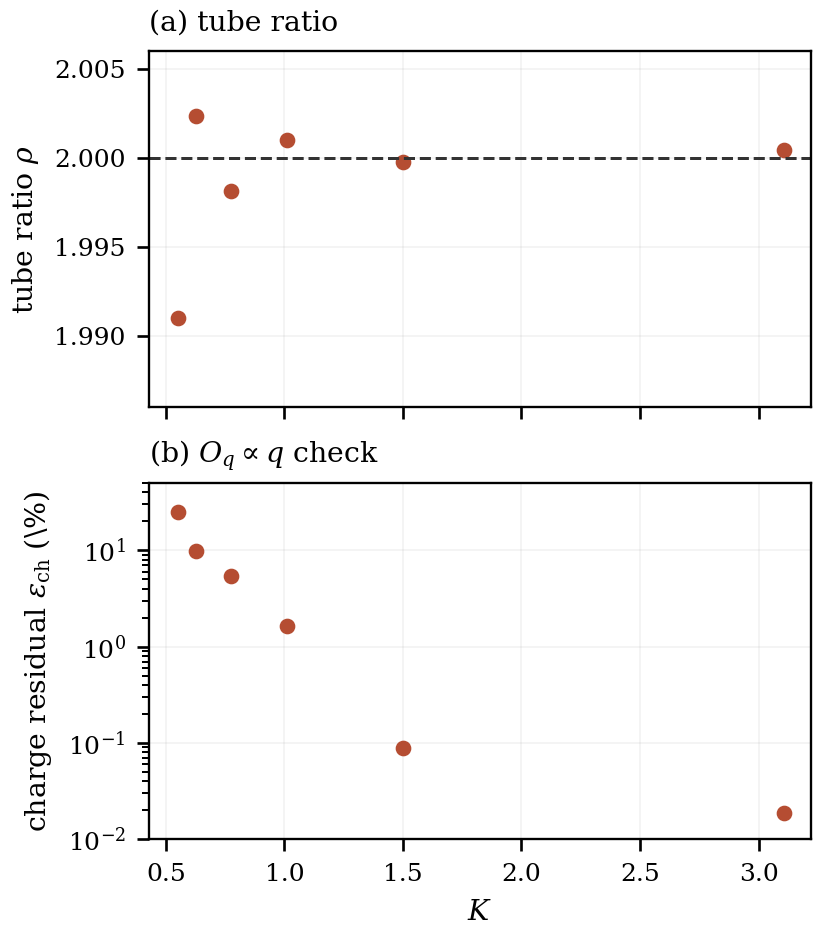 (a) tube ratio
2.005
2.000
1.995
1.990
tube ratio ρ
(b) O_q ∝ q check
10^1
10^0
10^−1
10^−2
charge residual ε_ch (\%)
0.5 1.0 1.5 2.0 2.5 3.0
K